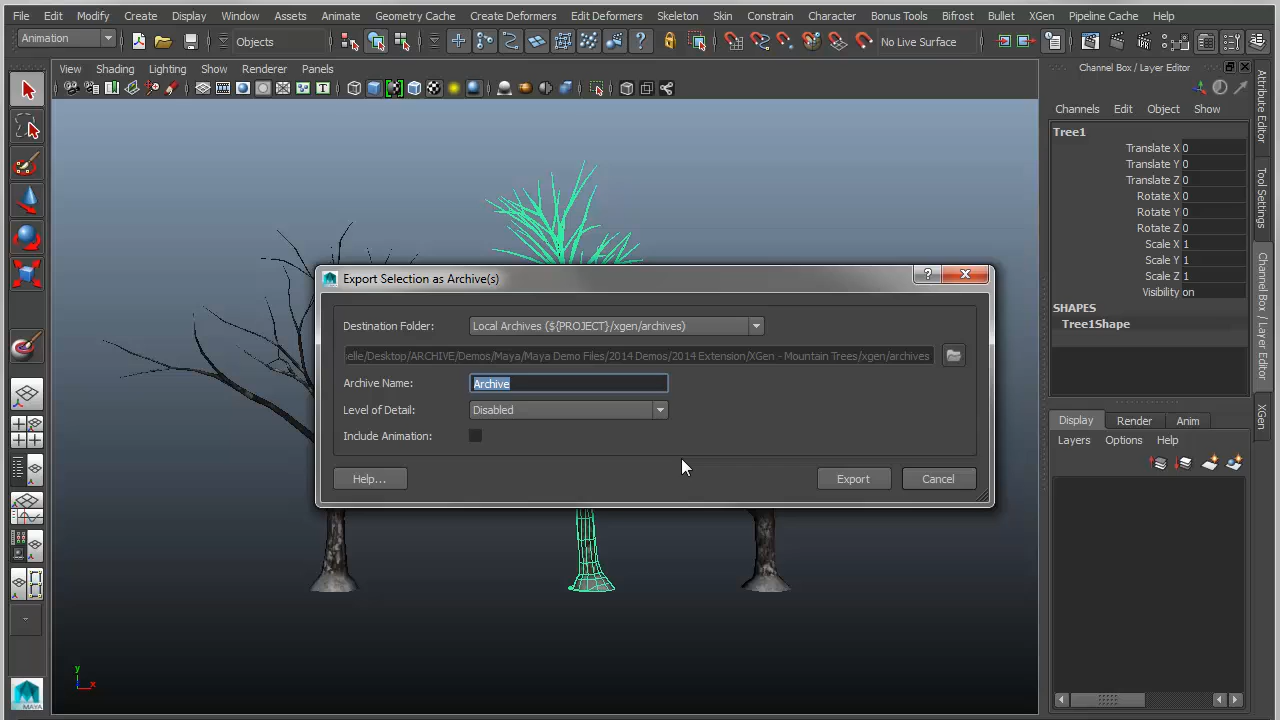 File Edit Modify Create Display Window Assets Animate Geometry Cache Create Deformers Edit Deformers Skeleton Skin Constrain Character Bonus Tools Bifrost Bullet XGen Pipeline Cache Help
Animation Objects No Live Surface
View Shading Lighting Show Renderer Panels
Channel Box / Layer Editor
Channels Edit Object Show
Tree1
Translate X 0
Translate Y 0
Translate Z 0
Rotate X 0
Rotate Y 0
Rotate Z 0
Scale X 1
Scale Y 1
Scale Z 1
Visibility on
SHAPES
Tree1Shape
Display Render Anim
Layers Options Help
Attribute Editor
Tool Settings
Channel Box / Layer Editor
XGen
Export Selection as Archive(s)
Destination Folder: Local Archives (${PROJECT}/xgen/archives)
elle/Desktop/ARCHIVE/Demos/Maya/Maya Demo Files/2014 Demos/2014 Extension/XGen - Mountain Trees/xgen/archives
Archive Name: Archive
Level of Detail: Disabled
Include Animation:
Help... Export Cancel
y
x
MAYA